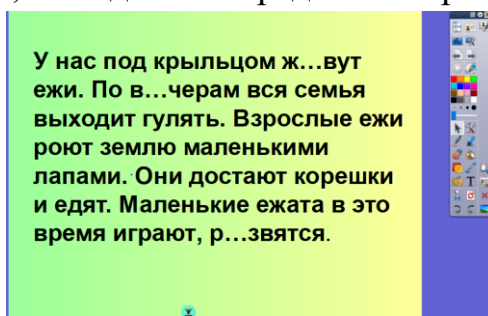 У нас под крыльцом ж…вут
ежи. По в…черам вся семья
выходит гулять. Взрослые ежи
роют землю маленькими
лапами. Они достают корешки
и едят. Маленькие ежата в это
время играют, р…звятся.